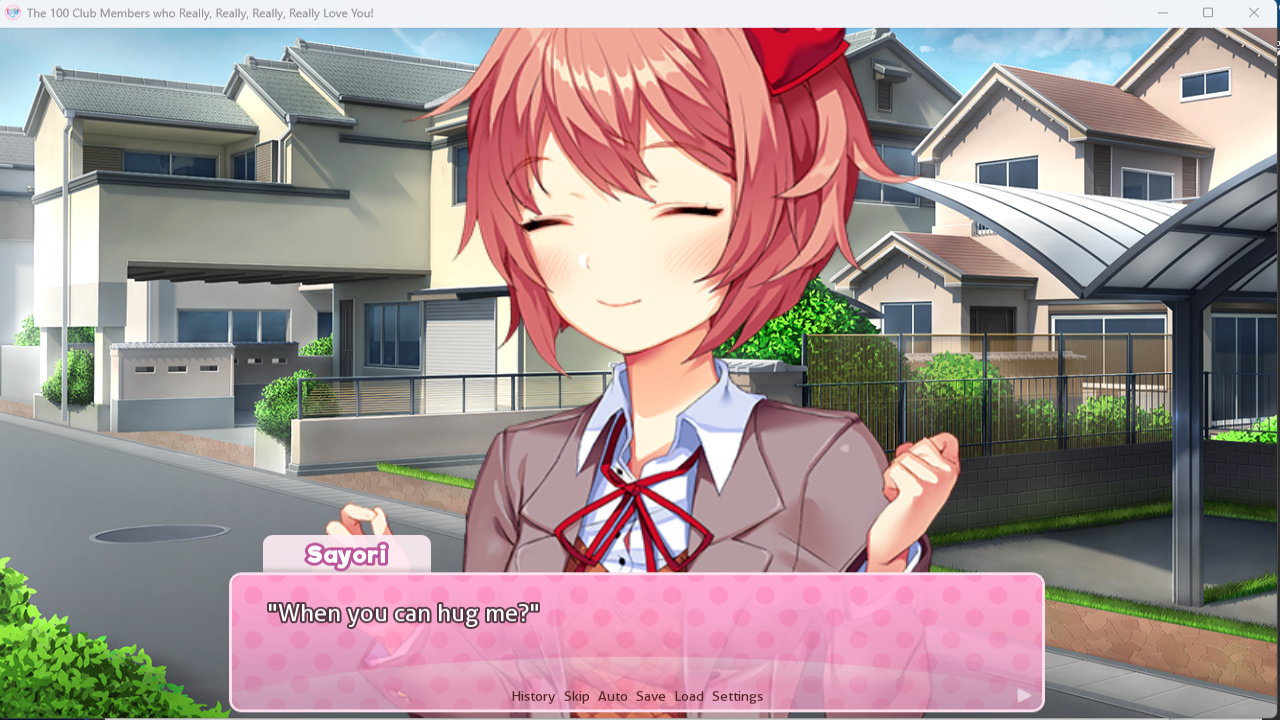 The 100 Club Members who Really, Really, Really, Really Love You!
Sayori
"When you can hug me?"
History Skip Auto Save Load Settings